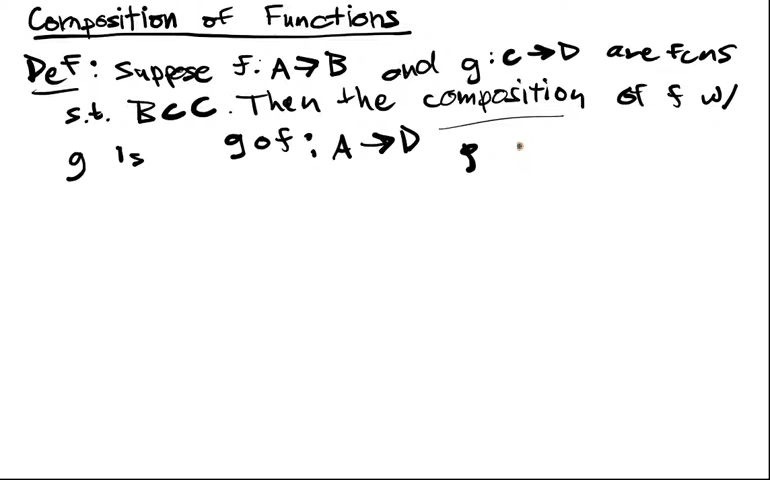 Composition of Functions
Def: Suppose f: A→B and g: C→D are fcns
s.t. B⊂C. Then the composition of f w/
g is g∘f: A→D